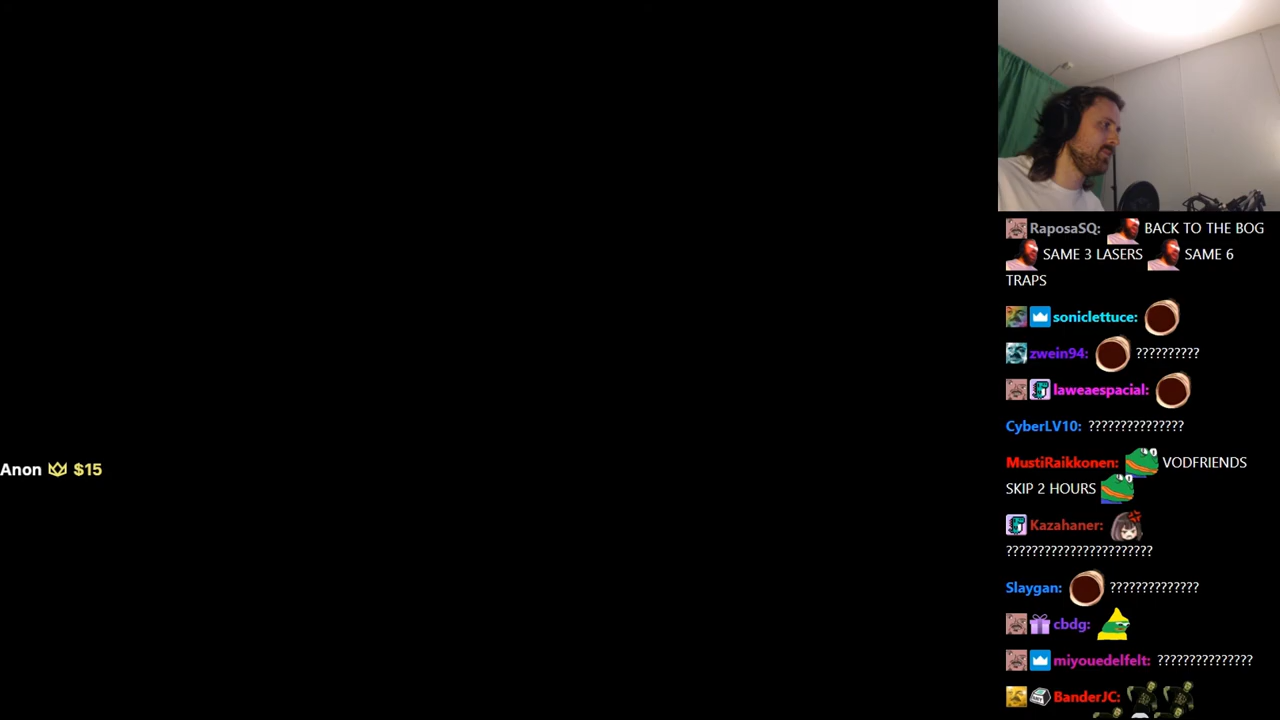 RaposaSQ: BACK TO THE BOG
SAME 3 LASERS SAME 6
TRAPS
soniclettuce:
zwein94: ??????????
laweaespacial:
CyberLV10: ???????????????
Anon $15
MustiRaikkonen: VODFRIENDS
SKIP 2 HOURS
Kazahaner:
???????????????????????
Slaygan: ??????????????
cbdg:
miyouedelfelt: ???????????????
BanderJC: